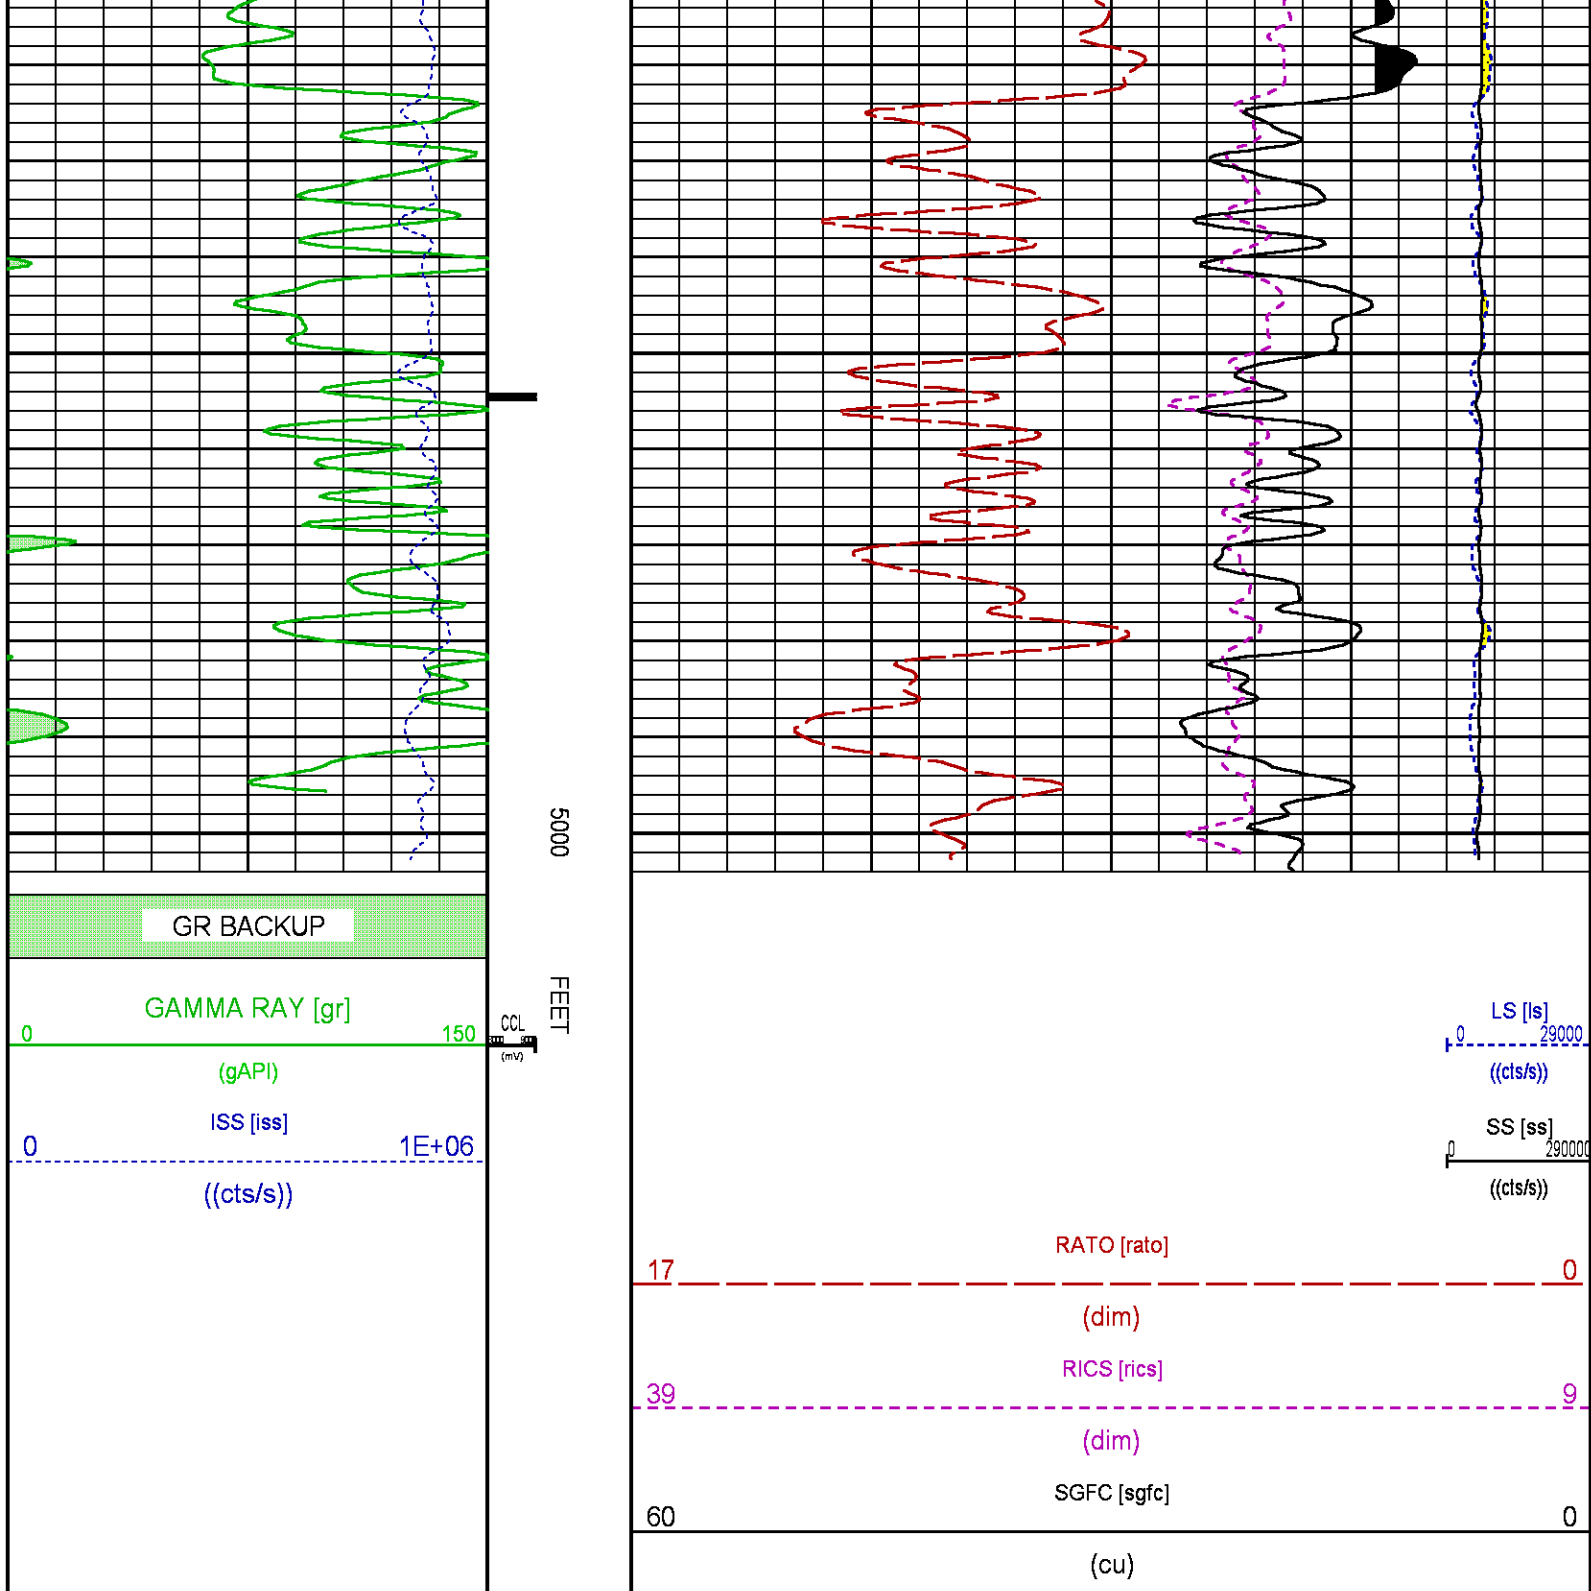 5000
GR BACKUP
FEET
GAMMA RAY [gr]
0 150
(gAPI)
CCL
(mV)
ISS [iss]
0 1E+06
((cts/s))
LS [ls]
0 29000
((cts/s))
SS [ss]
0 290000
((cts/s))
RATO [rato]
17 0
(dim)
RICS [rics]
39 9
(dim)
SGFC [sgfc]
60 0
(cu)